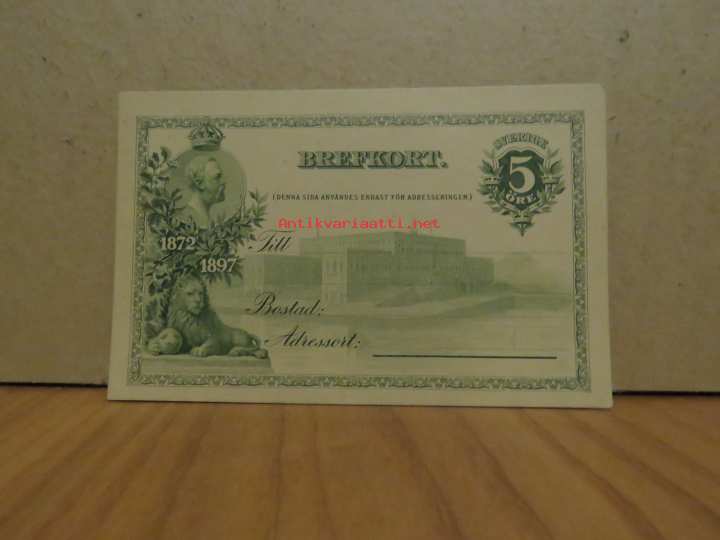 BREFKORT.
SVERIGE
5
ÖRE
(DENNA SIDA ANVÄNDES ENDAST FÖR ADRESSERINGEN.)
Antikvariaatti.net
1872
1897
Till
Bostad:
Adressort: